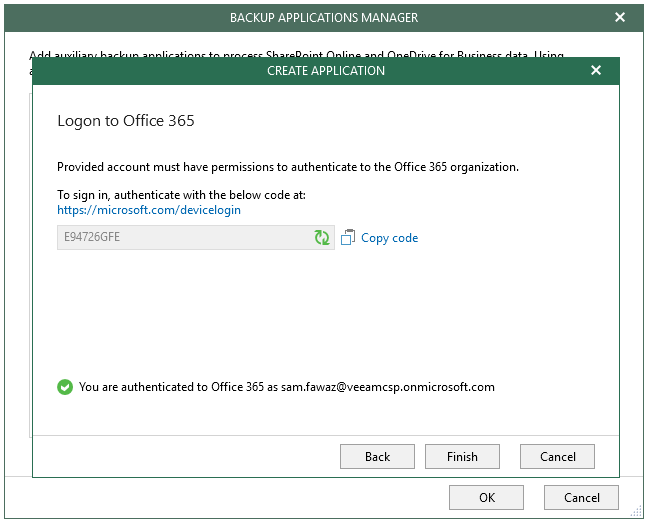 BACKUP APPLICATIONS MANAGER
Add auxiliary backup applications to process SharePoint Online and OneDrive for Business data. Using
CREATE APPLICATION
Logon to Office 365
Provided account must have permissions to authenticate to the Office 365 organization.
To sign in, authenticate with the below code at:
https://microsoft.com/devicelogin
E94726GFE
Copy code
You are authenticated to Office 365 as sam.fawaz@veeamcsp.onmicrosoft.com
Back Finish Cancel
OK Cancel